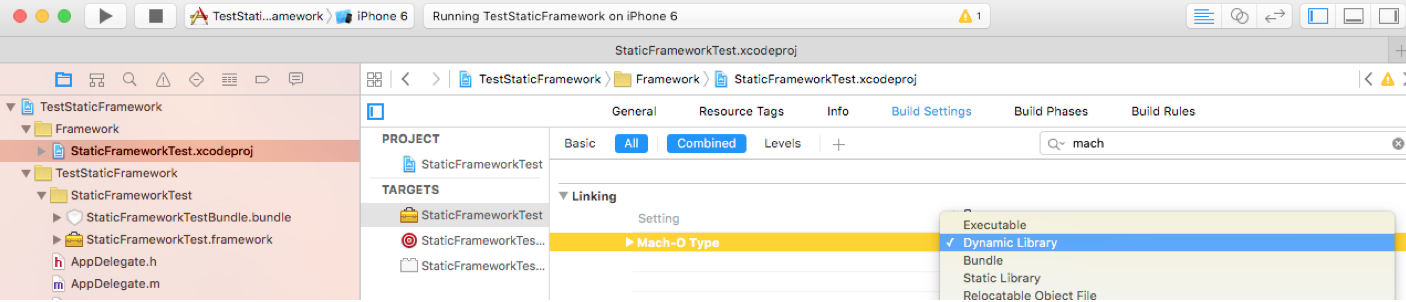 TestStati...amework 〉 iPhone 6
Running TestStaticFramework on iPhone 6
1
StaticFrameworkTest.xcodeproj
TestStaticFramework 〉 Framework 〉 StaticFrameworkTest.xcodeproj
TestStaticFramework
Framework
StaticFrameworkTest.xcodeproj
TestStaticFramework
StaticFrameworkTest
StaticFrameworkTestBundle.bundle
StaticFrameworkTest.framework
AppDelegate.h
AppDelegate.m
General Resource Tags Info Build Settings Build Phases Build Rules
PROJECT
StaticFrameworkTest
TARGETS
StaticFrameworkTest
StaticFrameworkTes...
StaticFrameworkTes...
Basic All Combined Levels +
mach
Linking
Setting
Mach-O Type
Executable
✓ Dynamic Library
Bundle
Static Library
Relocatable Object File